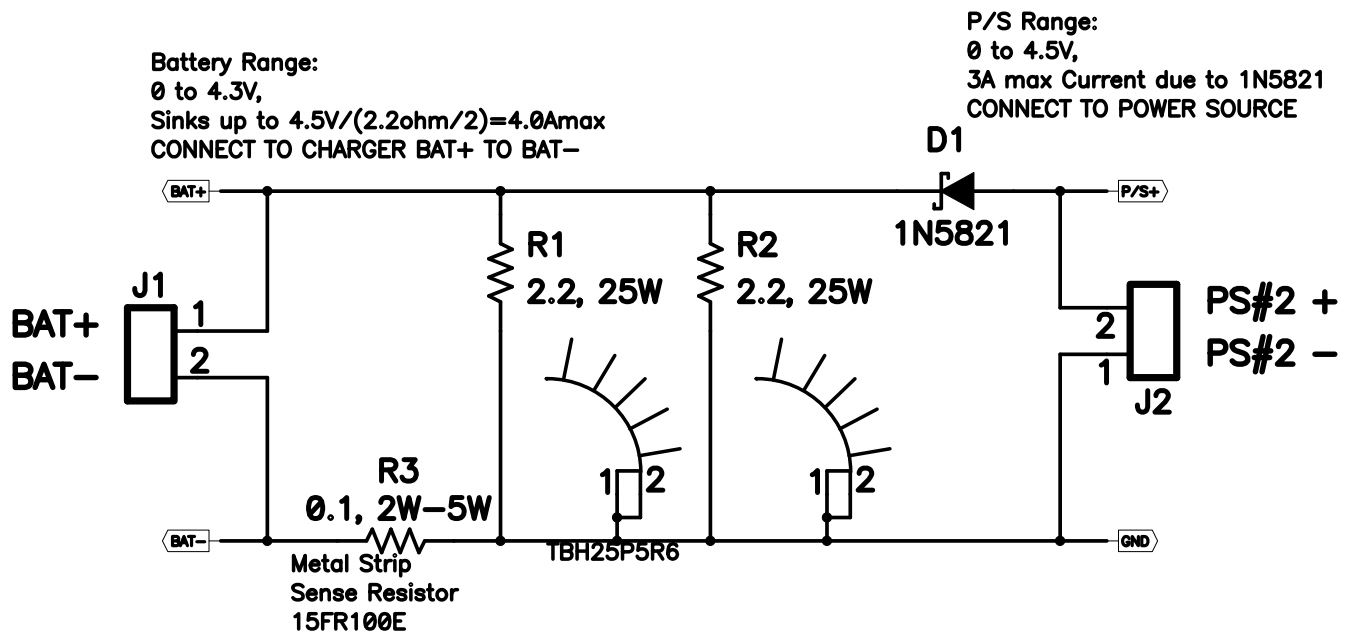 P/S Range:
0 to 4.5V,
3A max Current due to 1N5821
CONNECT TO POWER SOURCE
Battery Range:
0 to 4.3V,
Sinks up to 4.5V/(2.2ohm/2)=4.0Amax
CONNECT TO CHARGER BAT+ TO BAT-
D1
BAT+
P/S+
1N5821
R1
2.2, 25W
R2
2.2, 25W
J1
1
2
BAT+
BAT-
2
1
PS#2 +
PS#2 -
J2
R3
0.1, 2W-5W
1 2
1 2
BAT-
GND
TBH25P5R6
Metal Strip
Sense Resistor
15FR100E